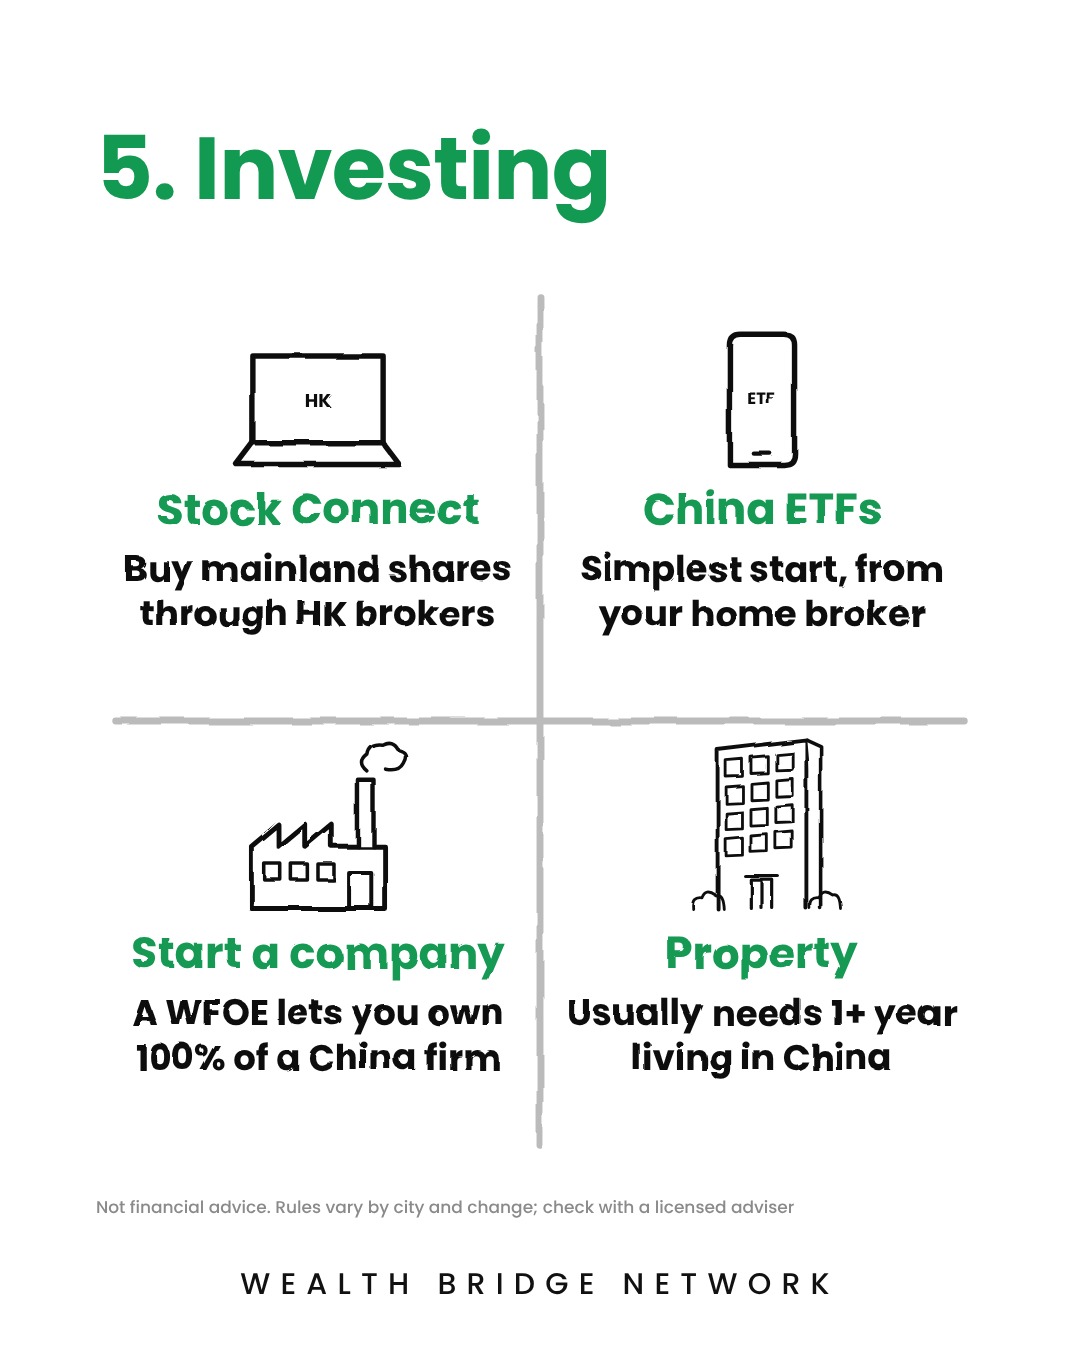 5. Investing
HK
Stock Connect
Buy mainland shares
through HK brokers
ETF
China ETFs
Simplest start, from
your home broker
Start a company
A WFOE lets you own
100% of a China firm
Property
Usually needs 1+ year
living in China
Not financial advice. Rules vary by city and change; check with a licensed adviser
WEALTH BRIDGE NETWORK